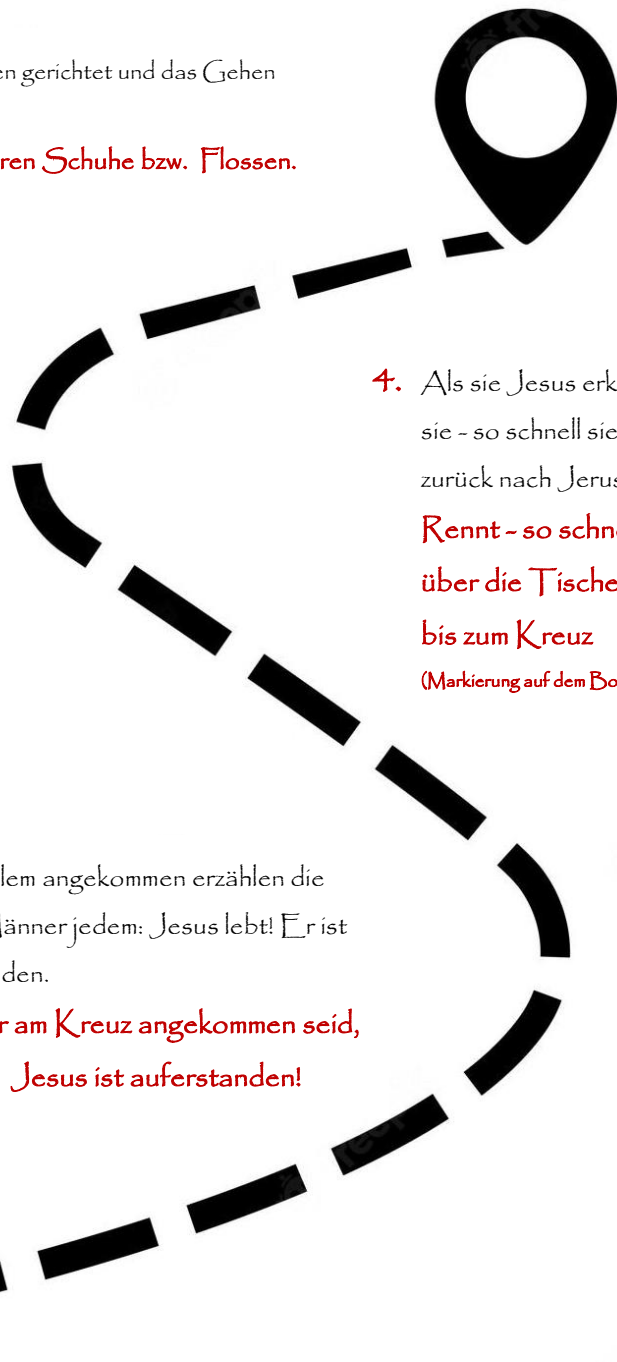 en gerichtet und das Gehen
ren Schuhe bzw. Flossen.
4. Als sie Jesus erk
sie - so schnell sie
zurück nach Jerus
Rennt - so schne
über die Tische
bis zum Kreuz
(Markierung auf dem Bo
lem angekommen erzählen die
länner jedem: Jesus lebt! Er ist
den.
r am Kreuz angekommen seid,
Jesus ist auferstanden!